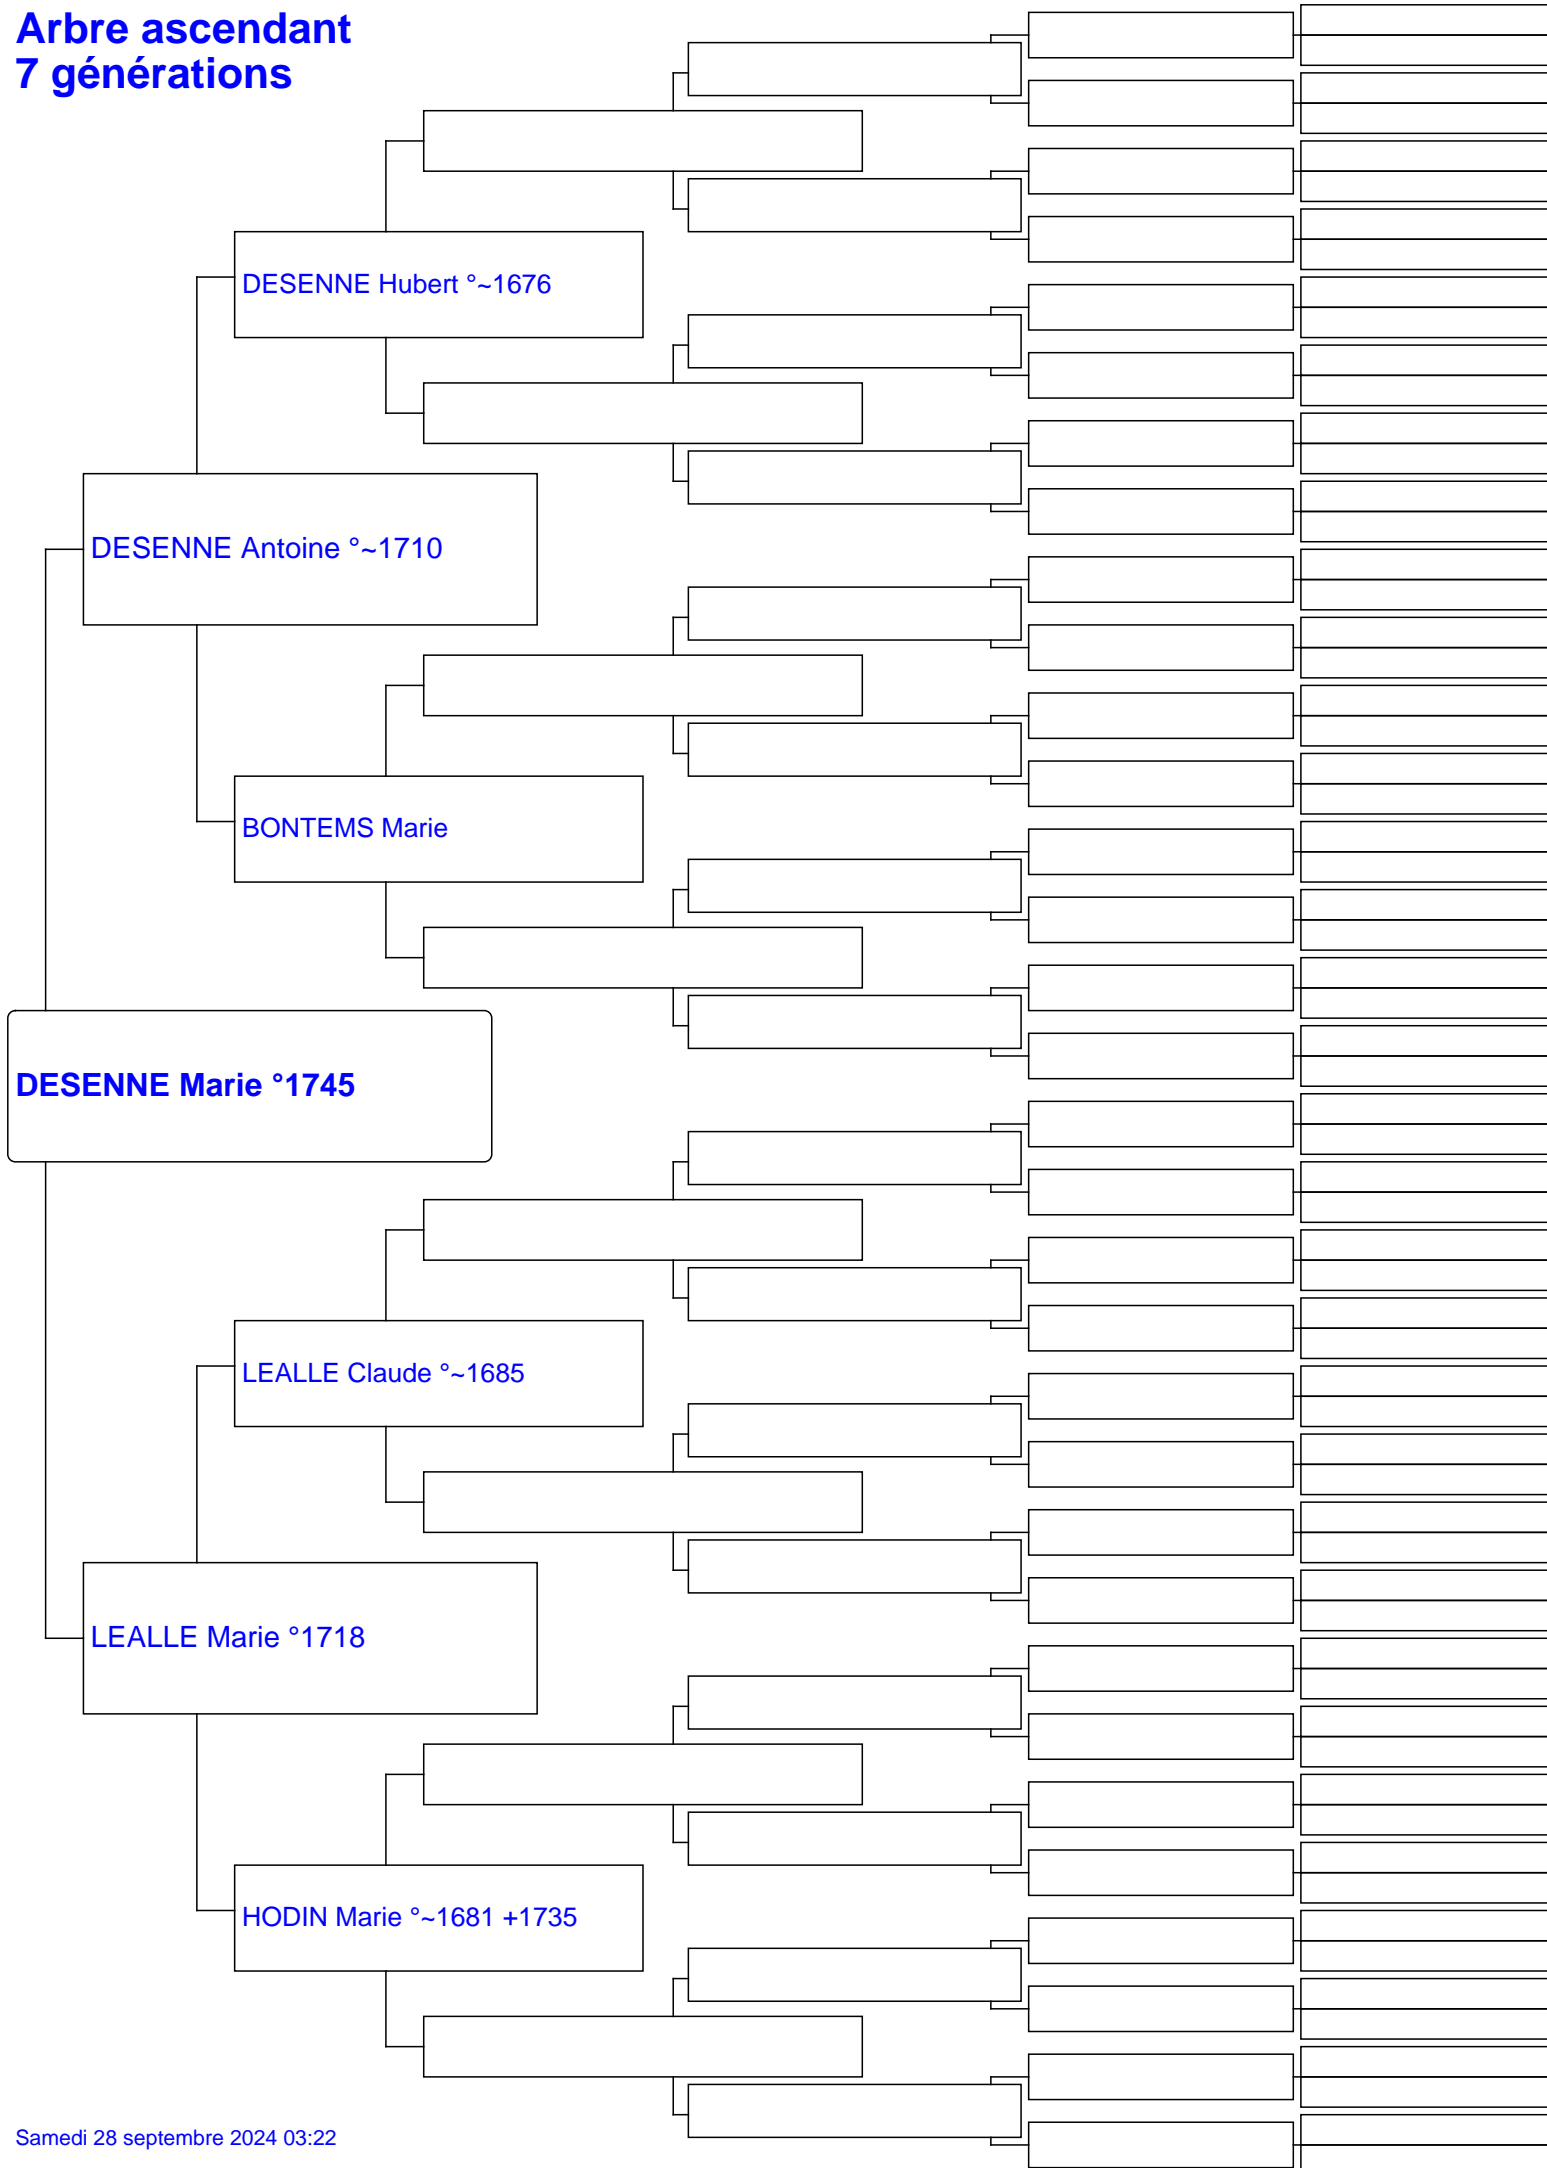 Arbre ascendant
7 générations
DESENNE Hubert °~1676
DESENNE Antoine °~1710
BONTEMS Marie
DESENNE Marie °1745
LEALLE Claude °~1685
LEALLE Marie °1718
HODIN Marie °~1681 +1735
Samedi 28 septembre 2024 03:22